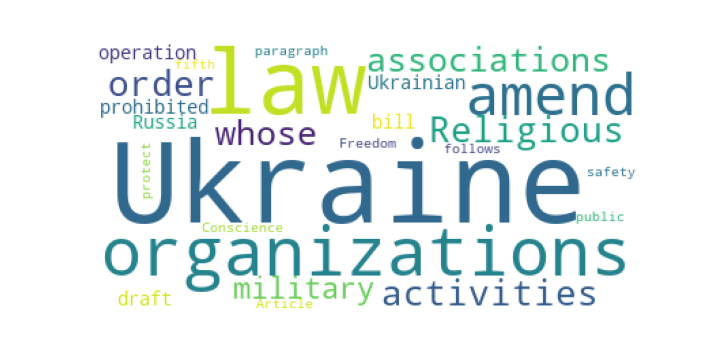 operation
fifth
paragraph
associations
order
law
Ukrainian
amend
prohibited
Russia
whose
bill
Religious
Freedom
follows
protect
Ukraine
safety
public
Conscience
organizations
draft
military
Article
activities